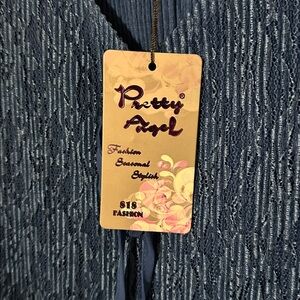 Pretty®
Angel
Fashion
Seasonal
Stylish
818
FASHION